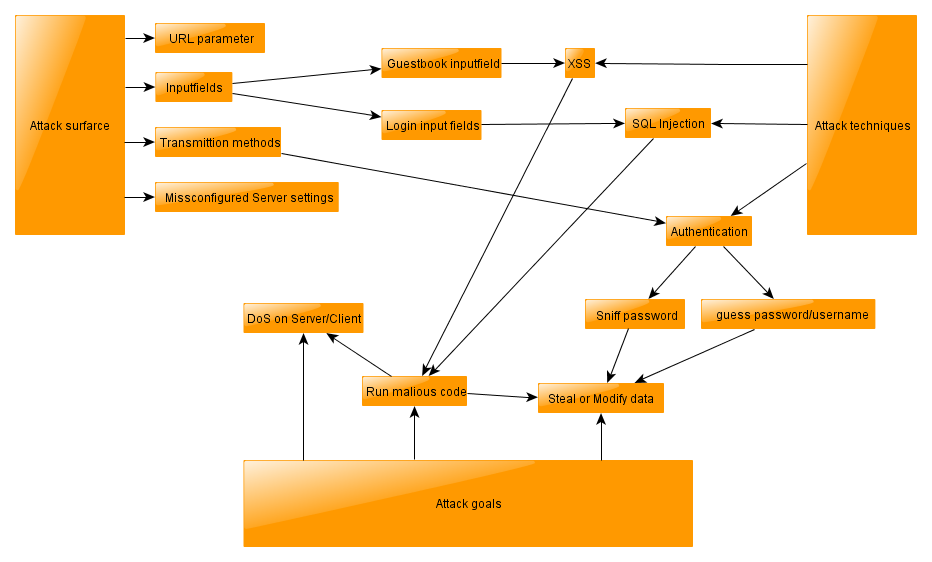 URL parameter
Guestbook inputfield
XSS
Inputfields
Attack surfarce
Login input fields
SQL Injection
Attack techniques
Transmittion methods
Missconfigured Server settings
Authentication
DoS on Server/Client
Sniff password
guess password/username
Run malious code
Steal or Modify data
Attack goals